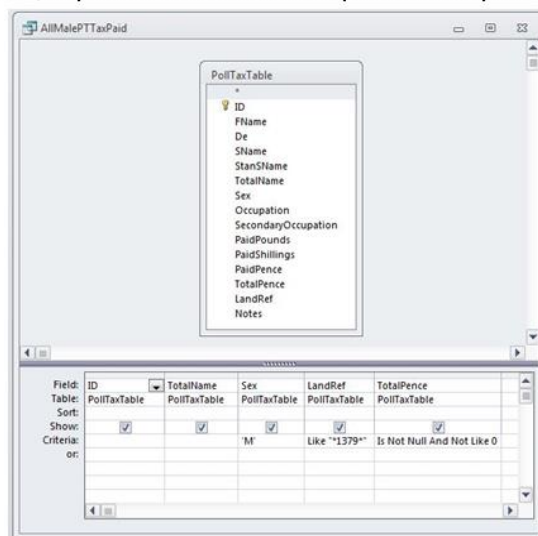 AllMalePTTaxPaid
PollTaxTable
*
ID
FName
De
SName
StanSName
TotalName
Sex
Occupation
SecondaryOccupation
PaidPounds
PaidShillings
PaidPence
TotalPence
LandRef
Notes
Field: ID TotalName Sex LandRef TotalPence
Table: PollTaxTable PollTaxTable PollTaxTable PollTaxTable PollTaxTable
Sort:
Show:
Criteria: 'M' Like "*1379*" Is Not Null And Not Like 0
or: